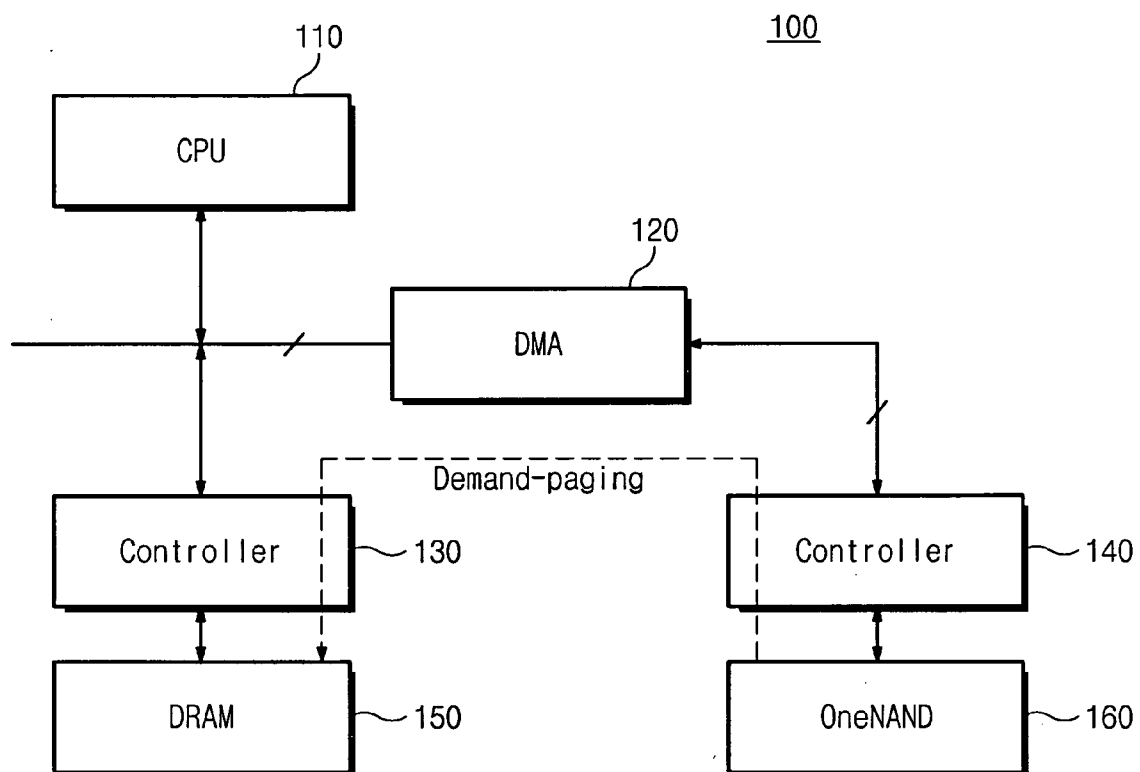 100
110
CPU
120
DMA
Demand-paging
Controller
130
Controller
140
DRAM
150
OneNAND
160